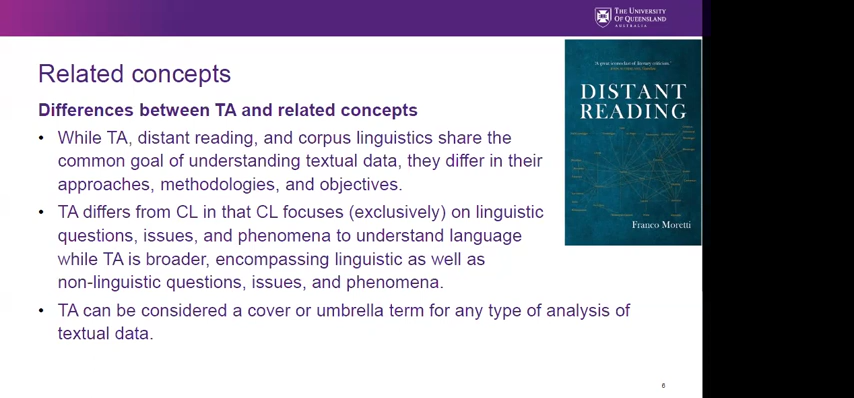 THE UNIVERSITY
OF QUEENSLAND
AUSTRALIA
Related concepts
Differences between TA and related concepts
• While TA, distant reading, and corpus linguistics share the
common goal of understanding textual data, they differ in their
approaches, methodologies, and objectives.
• TA differs from CL in that CL focuses (exclusively) on linguistic
questions, issues, and phenomena to understand language
while TA is broader, encompassing linguistic as well as
non-linguistic questions, issues, and phenomena.
• TA can be considered a cover or umbrella term for any type of analysis of
textual data.
DISTANT
READING
Franco Moretti
6